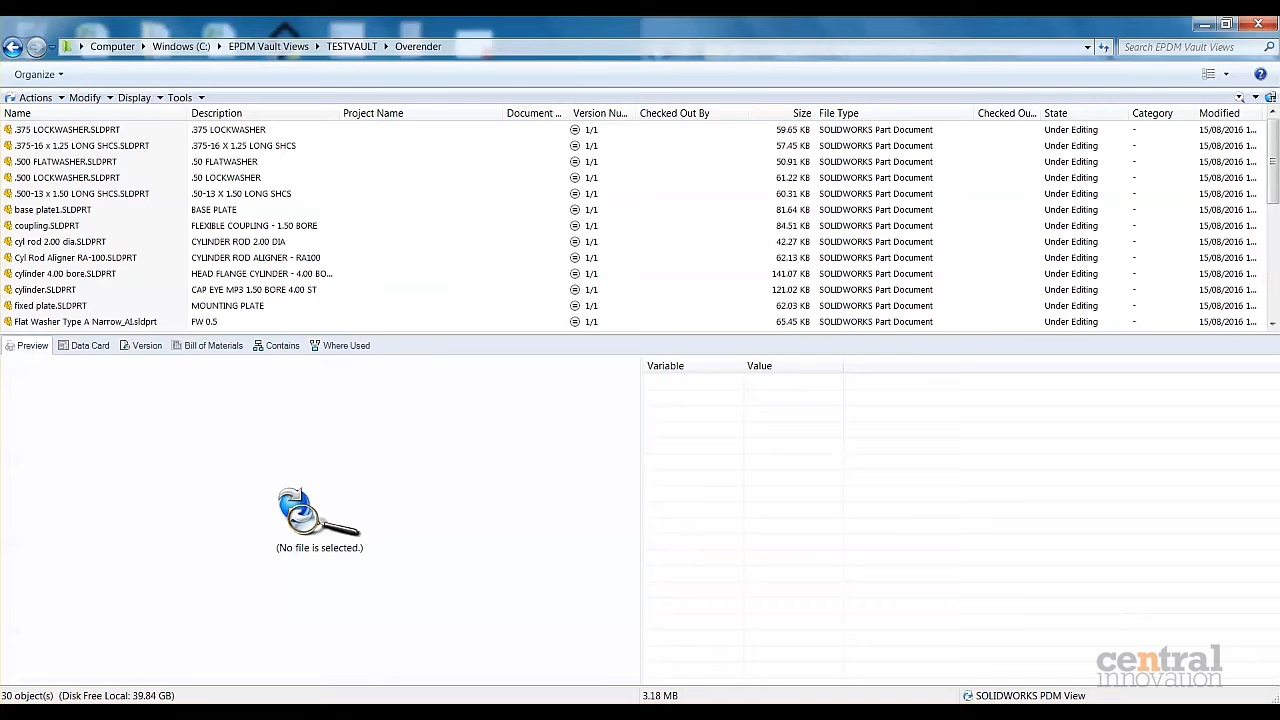 Computer Windows (C:) EPDM Vault Views TESTVAULT Overender Search EPDM Vault Views
Organize
Actions Modify Display Tools
Name Description Project Name Document ... Version Nu... Checked Out By Size File Type Checked Ou... State Category Modified
.375 LOCKWASHER.SLDPRT .375 LOCKWASHER 1/1 59.65 KB SOLIDWORKS Part Document Under Editing - 15/08/2016 1...
.375-16 x 1.25 LONG SHCS.SLDPRT .375-16 X 1.25 LONG SHCS 1/1 57.45 KB SOLIDWORKS Part Document Under Editing - 15/08/2016 1...
.500 FLATWASHER.SLDPRT .50 FLATWASHER 1/1 50.91 KB SOLIDWORKS Part Document Under Editing - 15/08/2016 1...
.500 LOCKWASHER.SLDPRT .50 LOCKWASHER 1/1 61.22 KB SOLIDWORKS Part Document Under Editing - 15/08/2016 1...
.500-13 x 1.50 LONG SHCS.SLDPRT .50-13 X 1.50 LONG SHCS 1/1 60.31 KB SOLIDWORKS Part Document Under Editing - 15/08/2016 1...
base plate1.SLDPRT BASE PLATE 1/1 81.64 KB SOLIDWORKS Part Document Under Editing - 15/08/2016 1...
coupling.SLDPRT FLEXIBLE COUPLING - 1.50 BORE 1/1 84.51 KB SOLIDWORKS Part Document Under Editing - 15/08/2016 1...
cyl rod 2.00 dia.SLDPRT CYLINDER ROD 2.00 DIA 1/1 42.27 KB SOLIDWORKS Part Document Under Editing - 15/08/2016 1...
Cyl Rod Aligner RA-100.SLDPRT CYLINDER ROD ALIGNER - RA100 1/1 62.13 KB SOLIDWORKS Part Document Under Editing - 15/08/2016 1...
cylinder 4.00 bore.SLDPRT HEAD FLANGE CYLINDER - 4.00 BO... 1/1 141.07 KB SOLIDWORKS Part Document Under Editing - 15/08/2016 1...
cylinder.SLDPRT CAP EYE MP3 1.50 BORE 4.00 ST 1/1 121.02 KB SOLIDWORKS Part Document Under Editing - 15/08/2016 1...
fixed plate.SLDPRT MOUNTING PLATE 1/1 62.03 KB SOLIDWORKS Part Document Under Editing - 15/08/2016 1...
Flat Washer Type A Narrow_AI.sldprt FW 0.5 1/1 65.45 KB SOLIDWORKS Part Document Under Editing - 15/08/2016 1...
Preview Data Card Version Bill of Materials Contains Where Used
Variable Value
(No file is selected.)
central
innovation
30 object(s) (Disk Free Local: 39.84 GB) 3.18 MB SOLIDWORKS PDM View